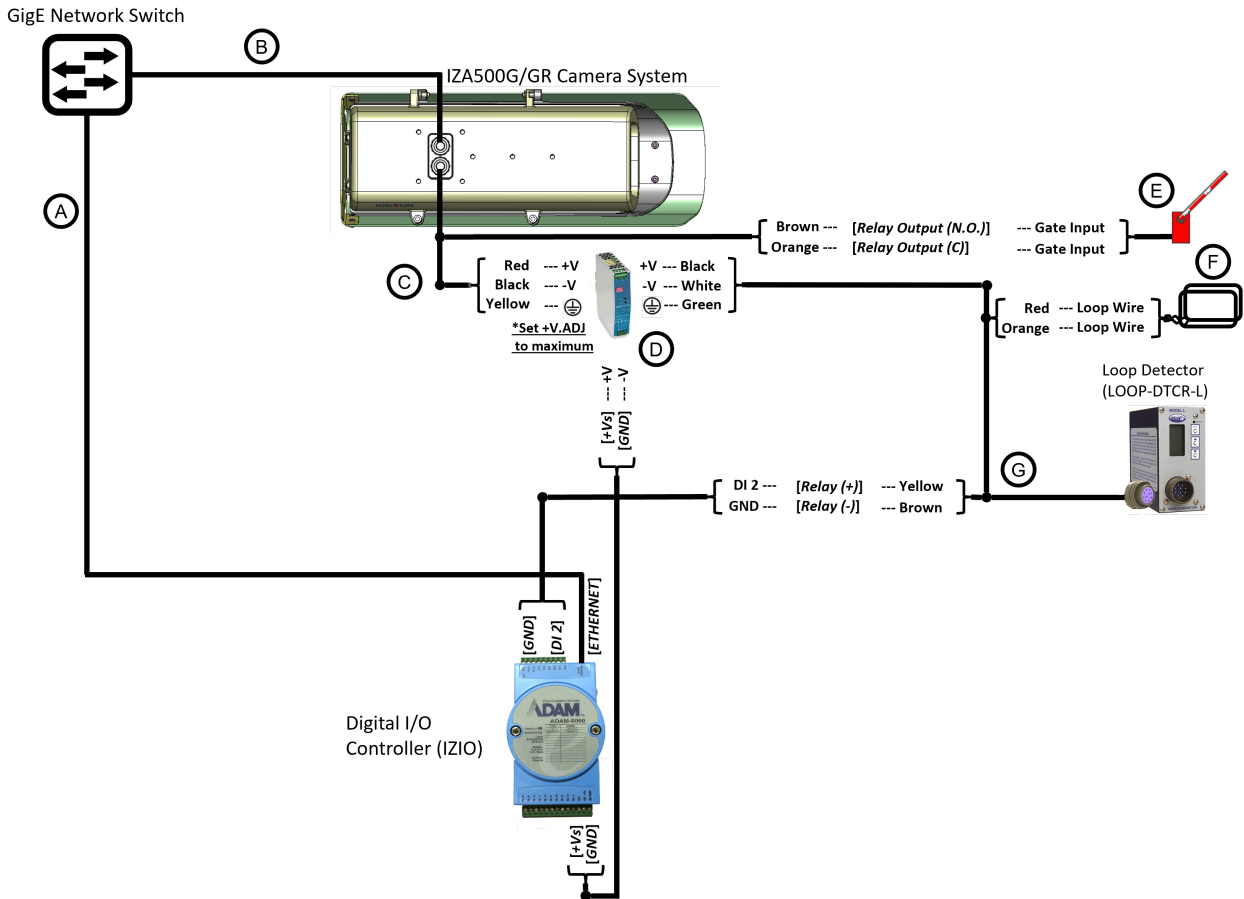 GigE Network Switch
B
IZA500G/GR Camera System
A
E
Brown --- [Relay Output (N.O.)] --- Gate Input
Orange --- [Relay Output (C)] --- Gate Input
C
Red --- +V
Black --- -V
Yellow ---
*Set +V.ADJ
to maximum
+V --- Black
-V --- White
--- Green
D
F
Red --- Loop Wire
Orange --- Loop Wire
Loop Detector
(LOOP-DTCR-L)
MODEL L
[+Vs] --- +V
[GND] --- -V
G
DI 2 --- [Relay (+)] --- Yellow
GND --- [Relay (-)] --- Brown
[GND]
[DI 2]
[ETHERNET]
ADAM
ADAM-6060
Digital I/O
Controller (IZIO)
[+Vs]
[GND]